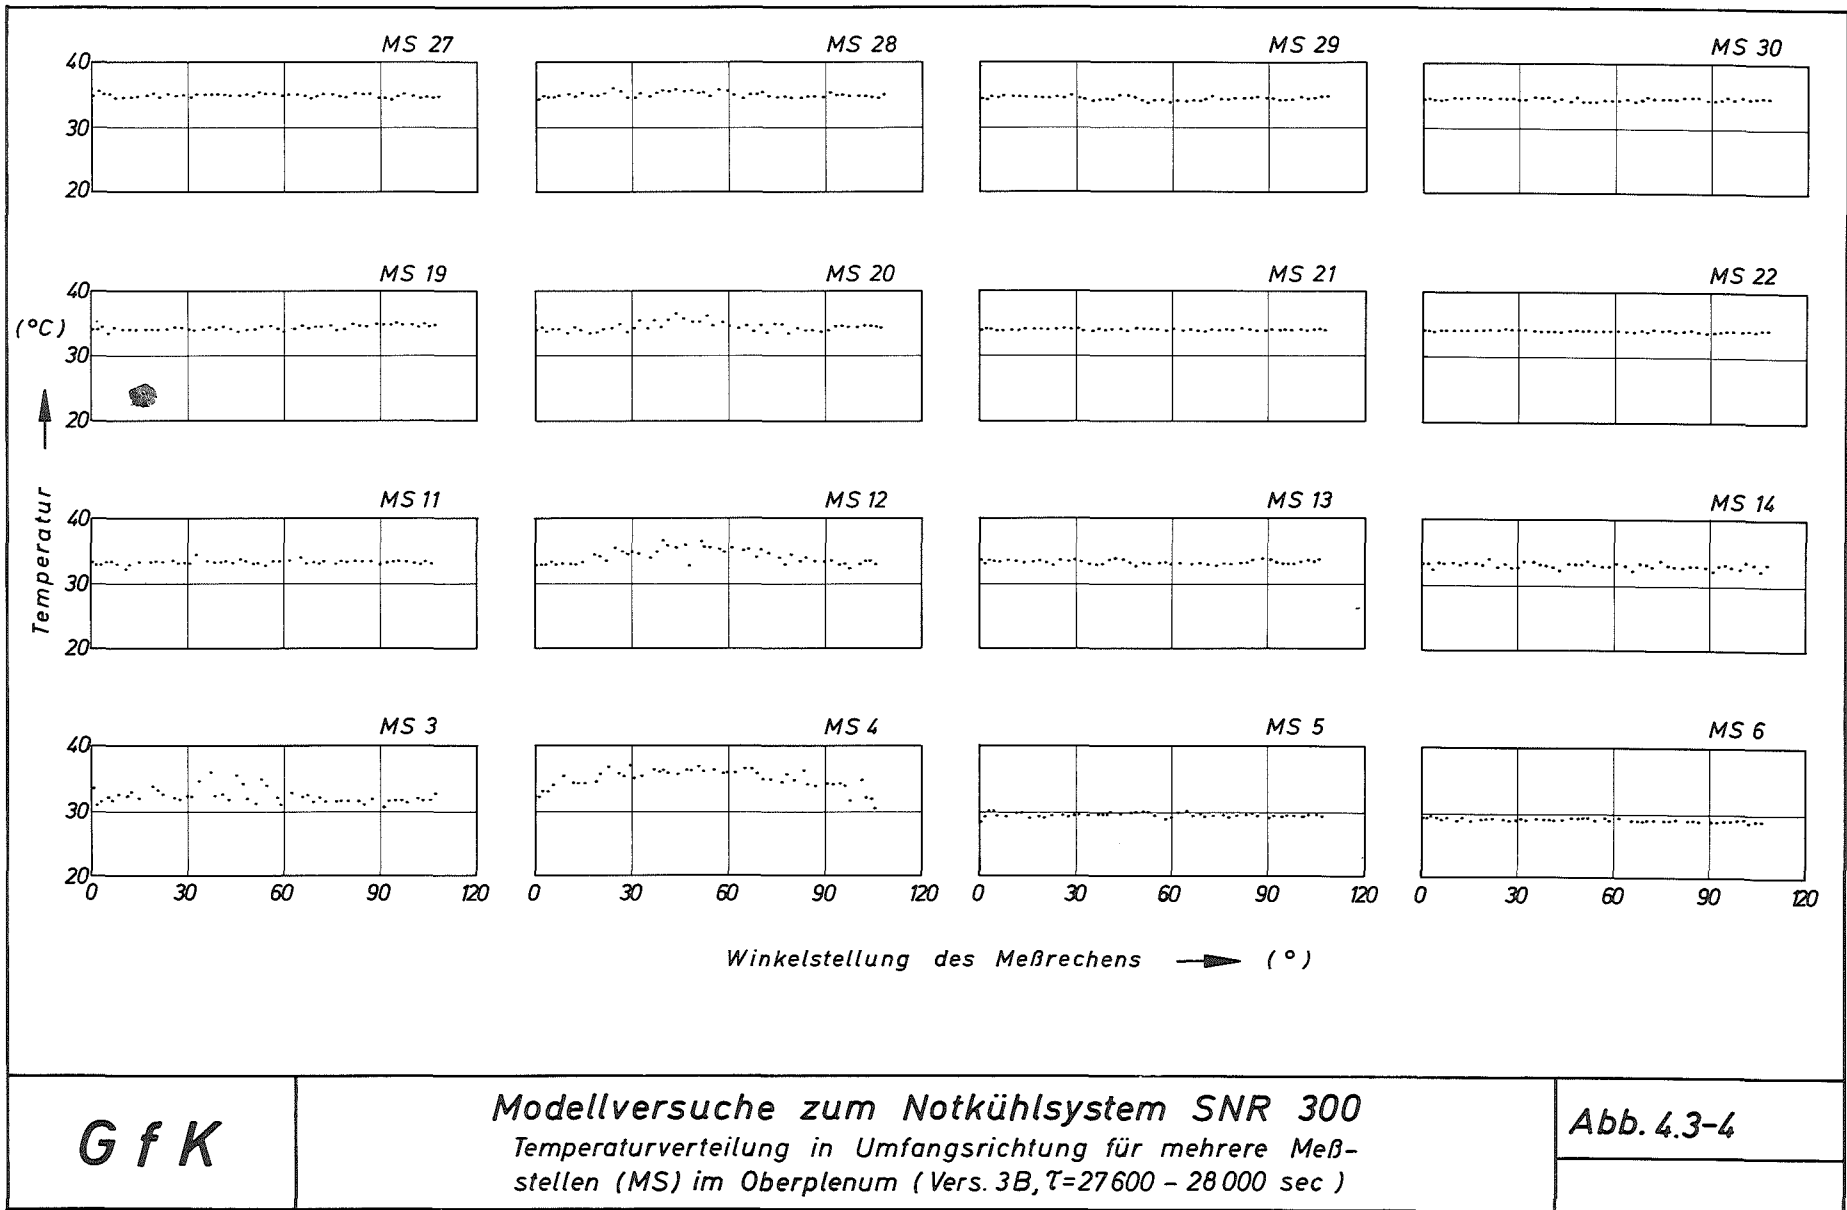 MS 27 MS 28 MS 29 MS 30
40
30
20
MS 19 MS 20 MS 21 MS 22
40
(°C)
30
20
MS 11 MS 12 MS 13 MS 14
40
30
20
Temperatur
MS 3 MS 4 MS 5 MS 6
40
30
20
0 30 60 90 120 0 30 60 90 120 0 30 60 90 120 0 30 60 90 120
Winkelstellung des Meßrechens (°)
GfK
Modellversuche zum Notkühlsystem SNR 300
Temperaturverteilung in Umfangsrichtung für mehrere Meß-
stellen (MS) im Oberplenum (Vers. 3B, τ=27600 – 28000 sec)
Abb. 4.3-4